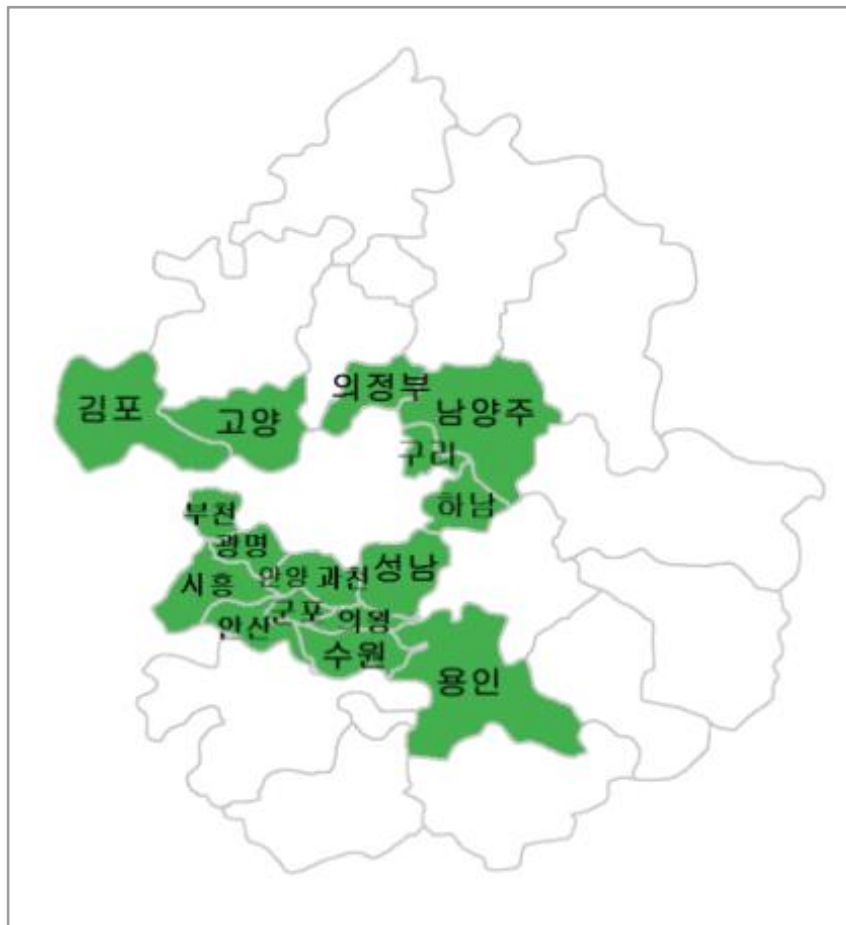 의정부
김포
고양
남양주
구리
하남
부천
광명
안양
과천
성남
시흥
군포
의왕
안산
수원
용인